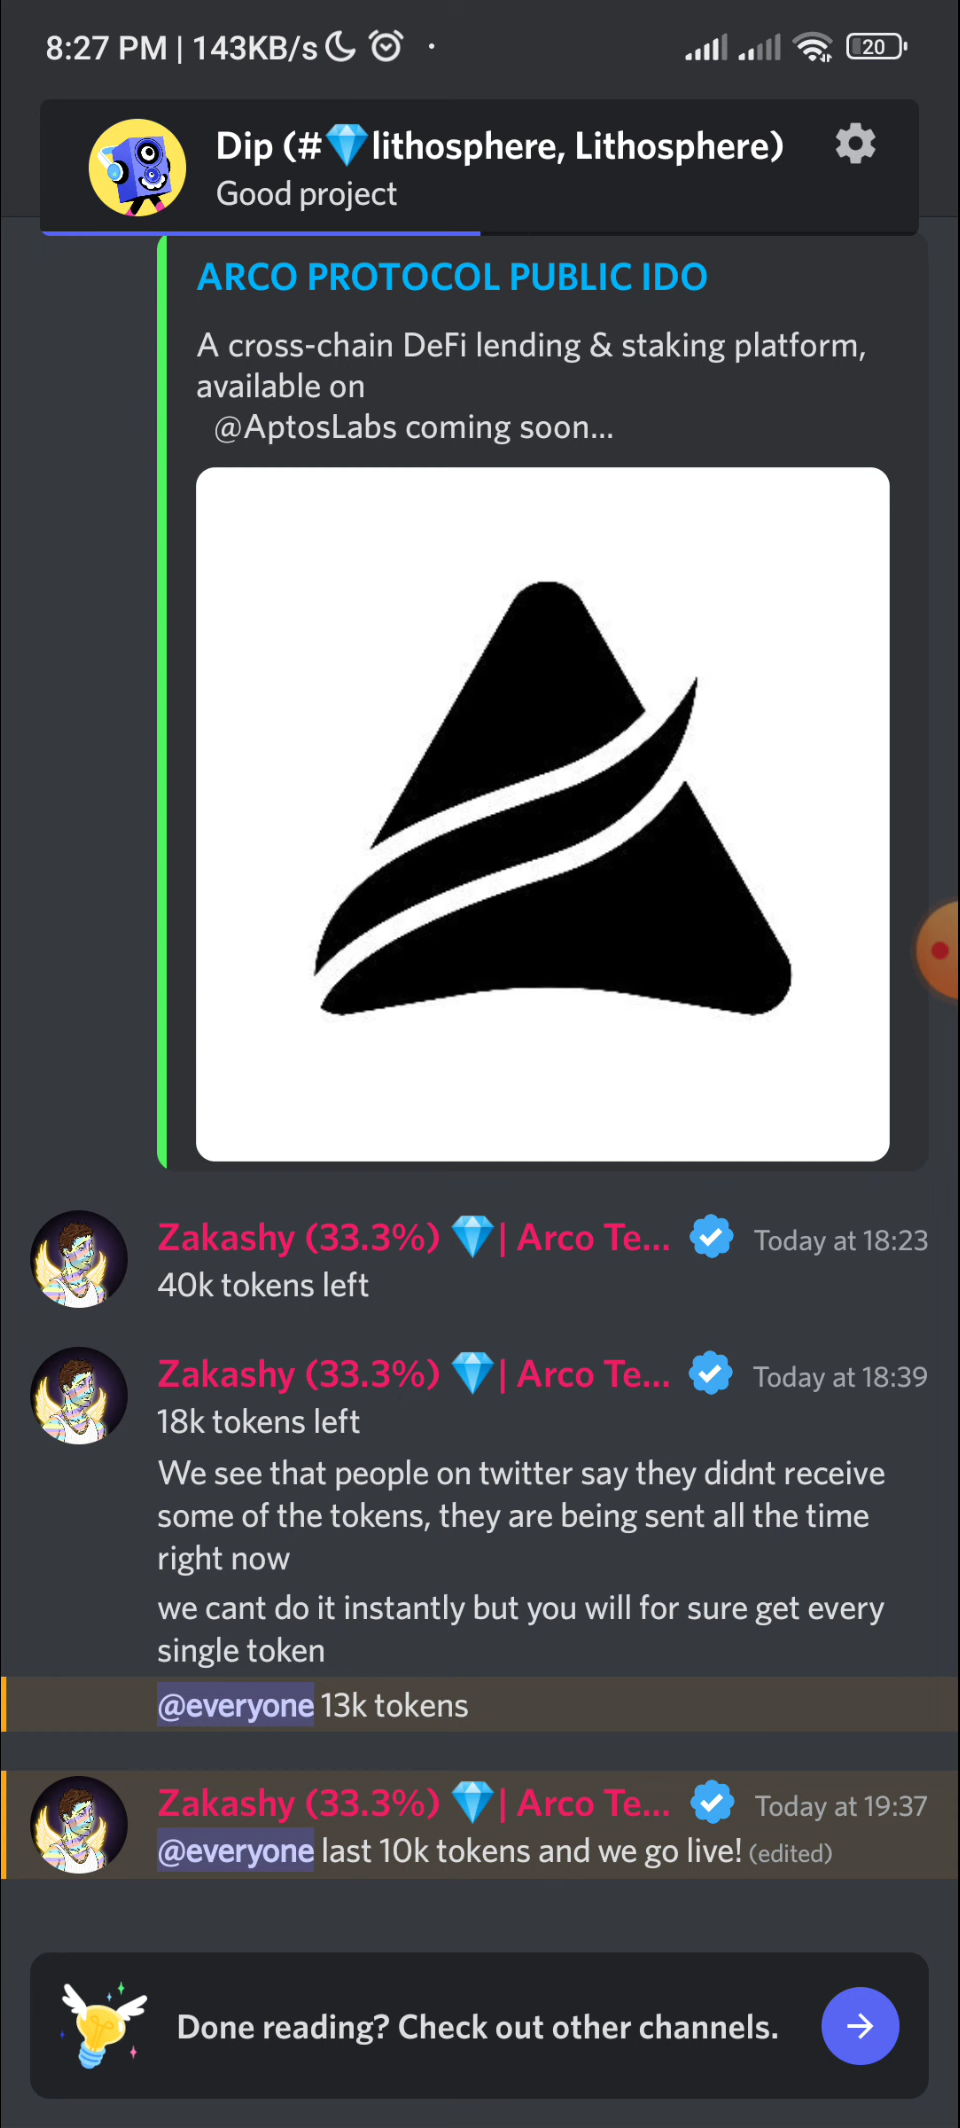 8:27 PM | 143KB/s
20
Dip (#💎lithosphere, Lithosphere)
Good project
ARCO PROTOCOL PUBLIC IDO
A cross-chain DeFi lending & staking platform,
available on
@AptosLabs coming soon...
Zakashy (33.3%) 💎| Arco Te... Today at 18:23
40k tokens left
Zakashy (33.3%) 💎| Arco Te... Today at 18:39
18k tokens left
We see that people on twitter say they didnt receive
some of the tokens, they are being sent all the time
right now
we cant do it instantly but you will for sure get every
single token
@everyone 13k tokens
Zakashy (33.3%) 💎| Arco Te... Today at 19:37
@everyone last 10k tokens and we go live! (edited)
Done reading? Check out other channels.